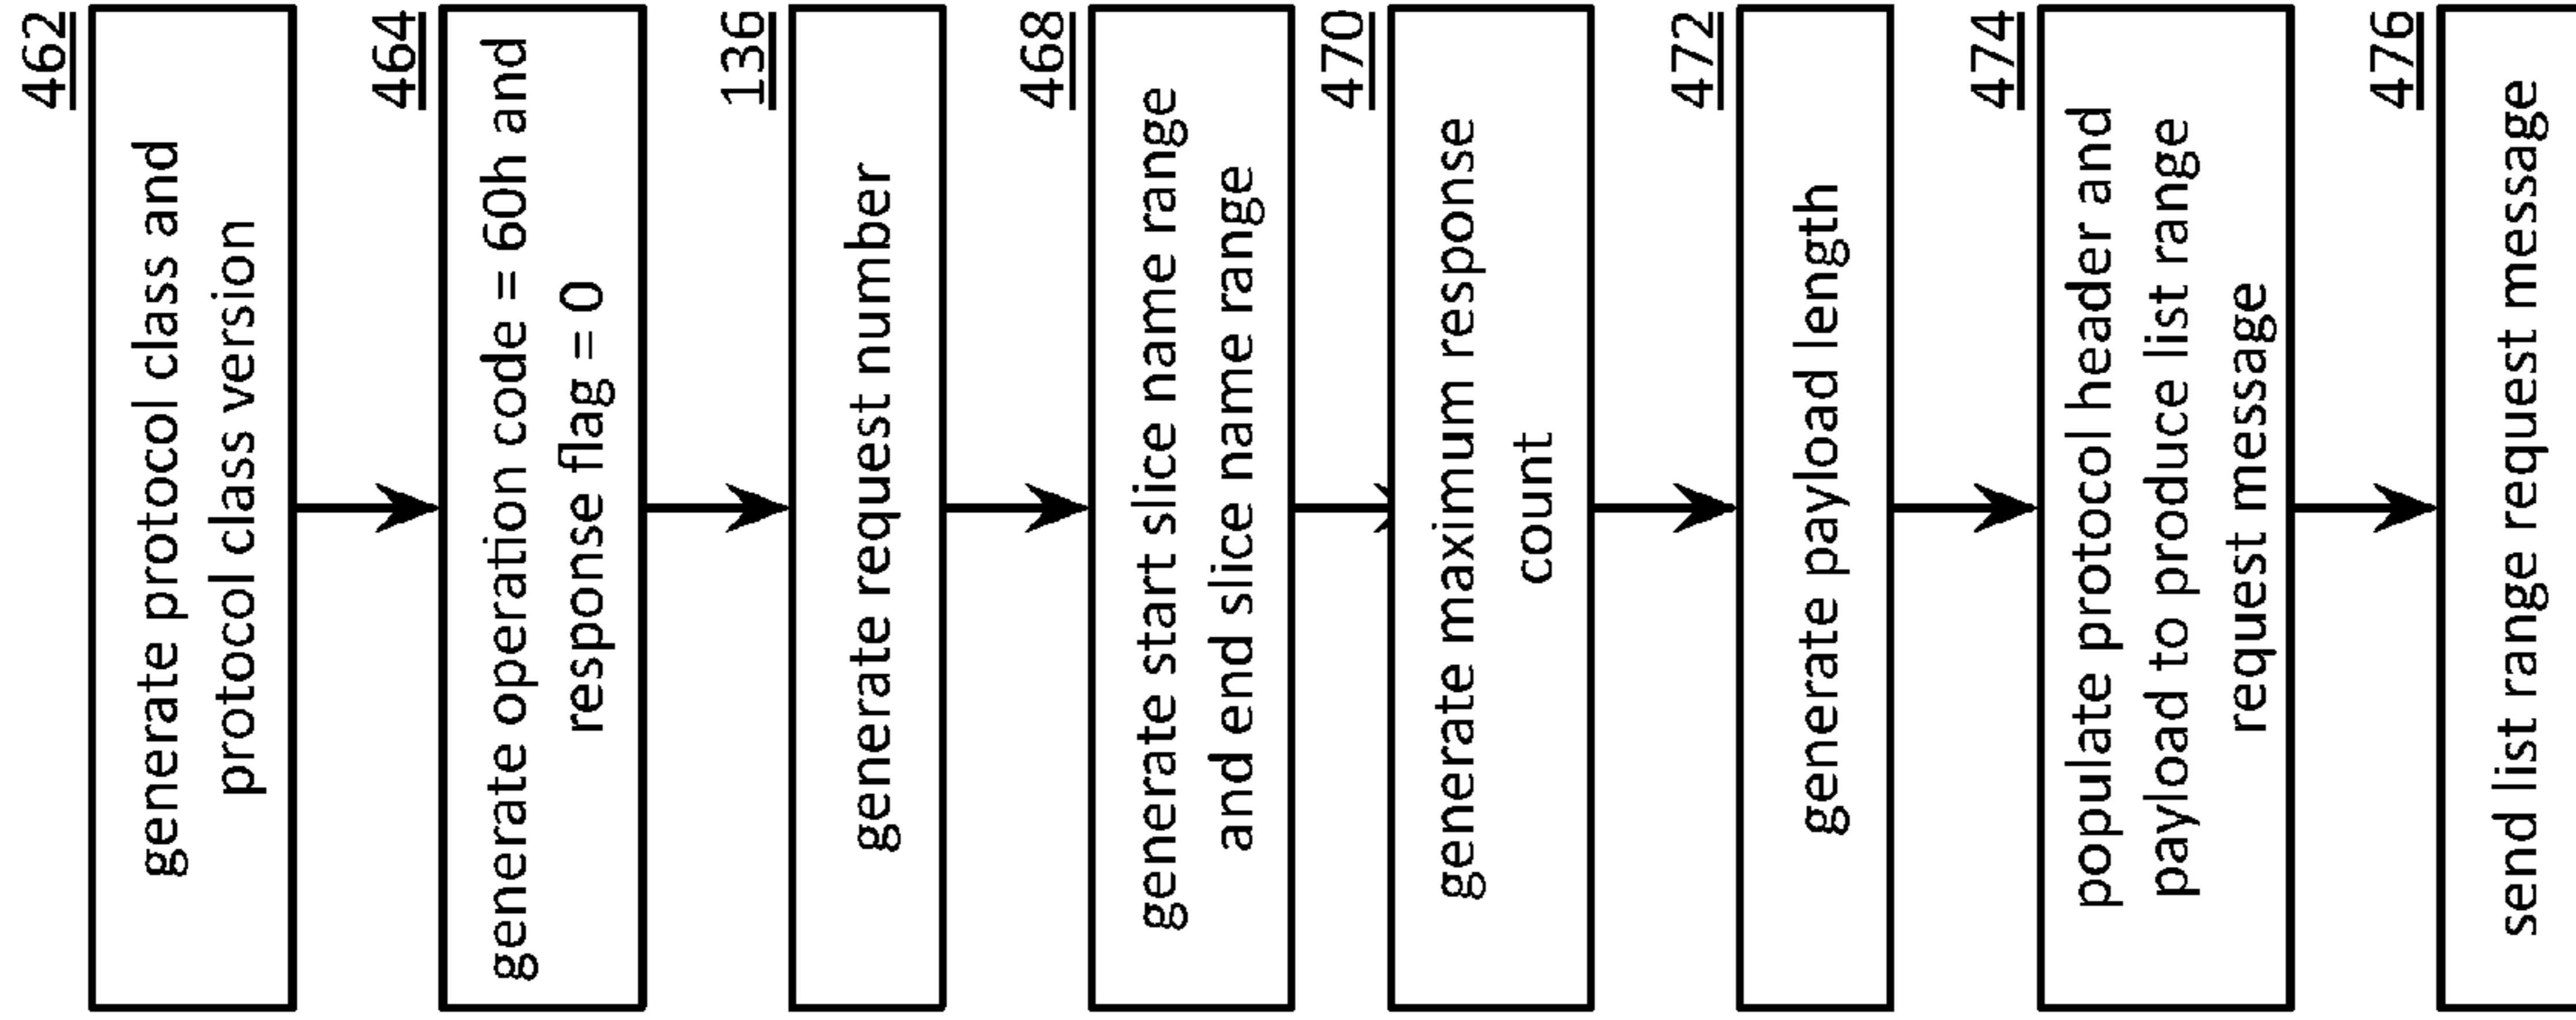 462
generate protocol class and
protocol class version
464
generate operation code = 60h and
response flag = 0
136
generate request number
468
generate start slice name range
and end slice name range
470
generate maximum response
count
472
generate payload length
474
populate protocol header and
payload to produce list range
request message
476
send list range request message